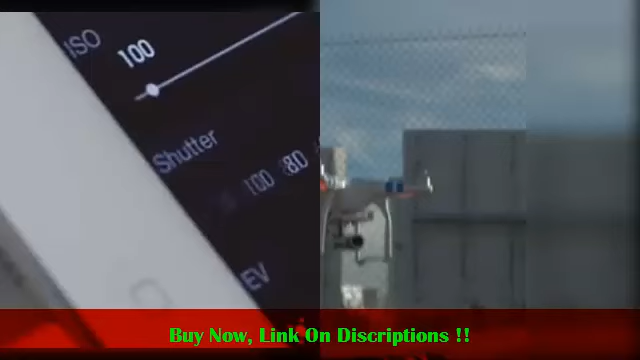 ISO
100
Shutter
100 80
EV
Buy Now, Link On Discriptions !!